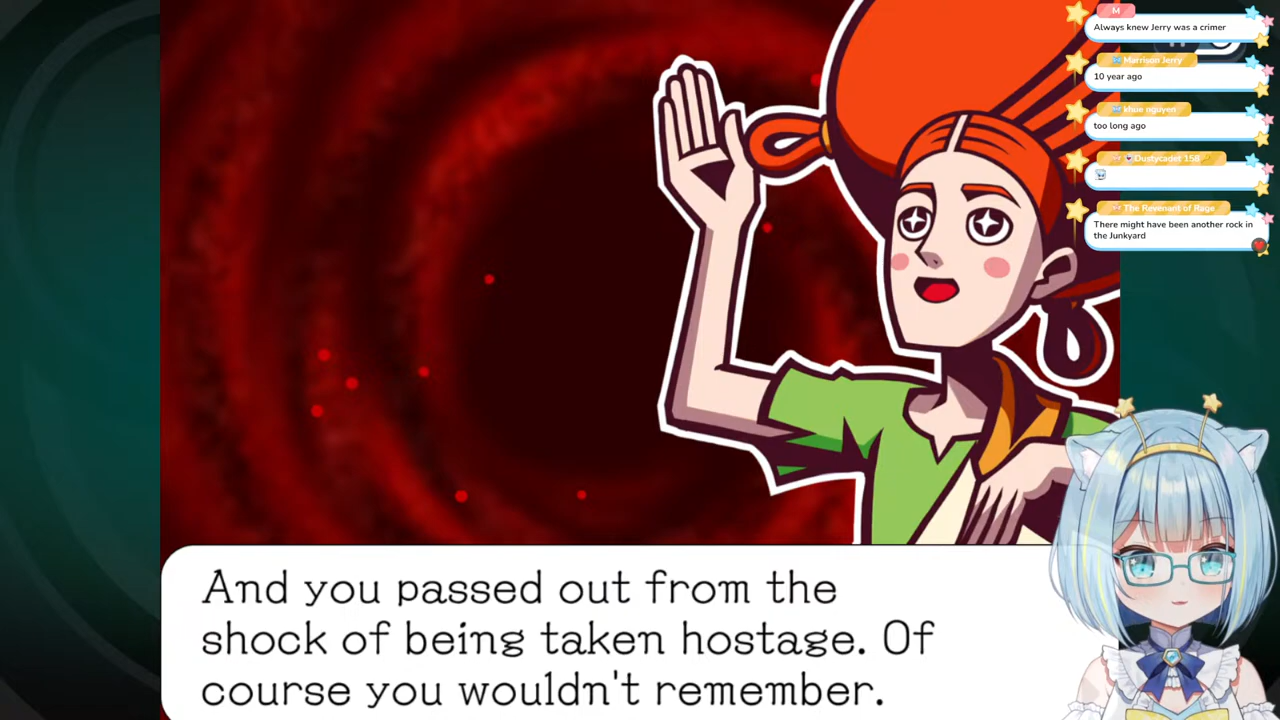 M
Always knew Jerry was a crimer
Marrison Jerry
10 year ago
khue nguyen
too long ago
Dustycadet 158
The Revenant of Rage
There might have been another rock in
the Junkyard
And you passed out from the
shock of being taken hostage. Of
course you wouldn't remember.